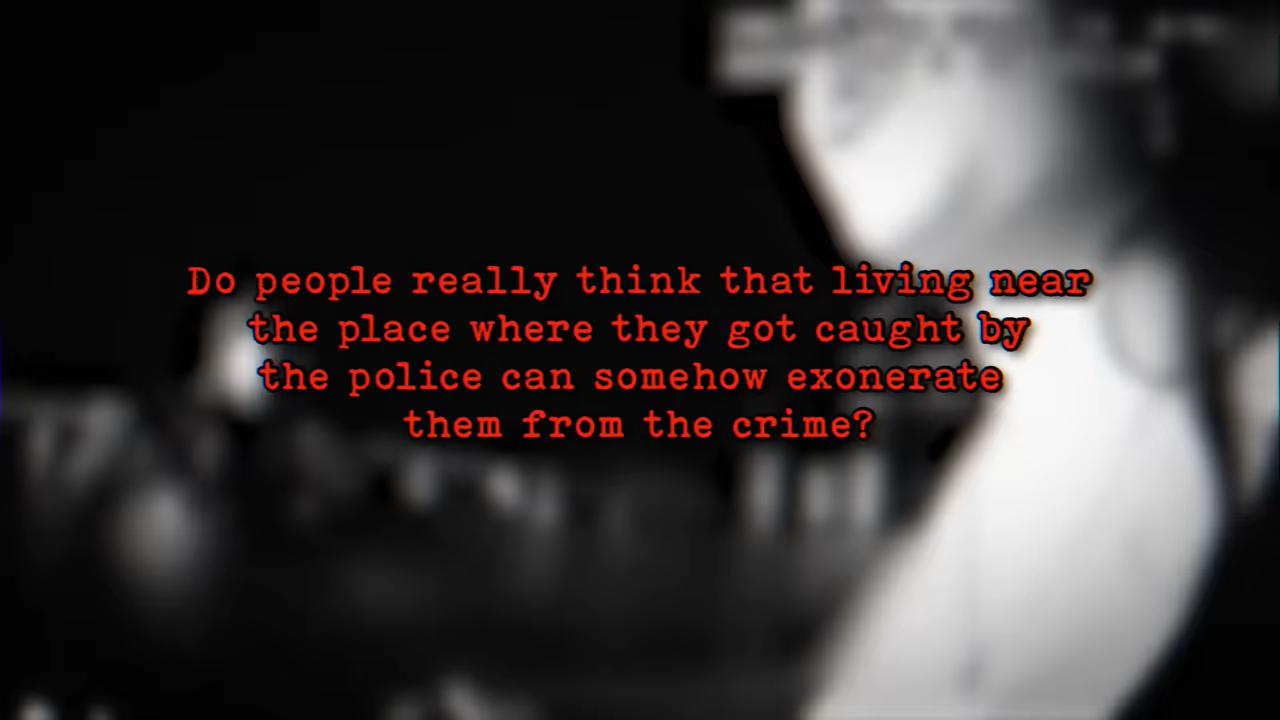 Do people really think that living near
the place where they got caught by
the police can somehow exonerate
them from the crime?